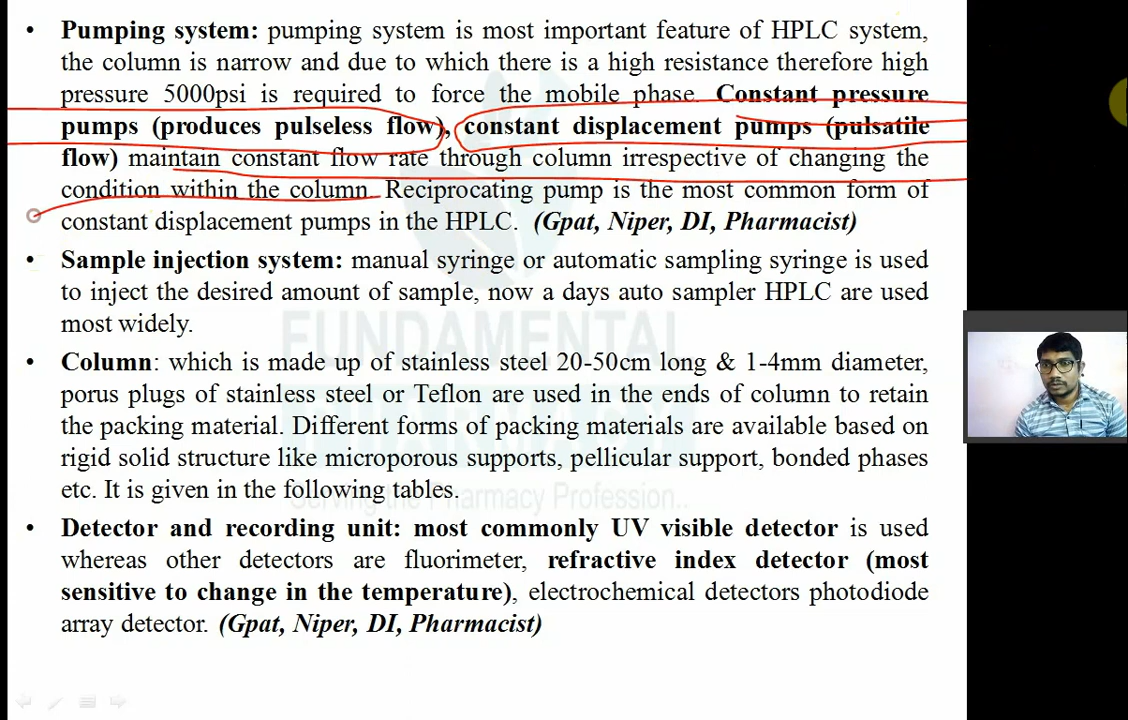 • Pumping system: pumping system is most important feature of HPLC system,
the column is narrow and due to which there is a high resistance therefore high
pressure 5000psi is required to force the mobile phase. Constant pressure
pumps (produces pulseless flow), constant displacement pumps (pulsatile
flow) maintain constant flow rate through column irrespective of changing the
condition within the column. Reciprocating pump is the most common form of
constant displacement pumps in the HPLC. (Gpat, Niper, DI, Pharmacist)
• Sample injection system: manual syringe or automatic sampling syringe is used
to inject the desired amount of sample, now a days auto sampler HPLC are used
most widely.
• Column: which is made up of stainless steel 20-50cm long & 1-4mm diameter,
porus plugs of stainless steel or Teflon are used in the ends of column to retain
the packing material. Different forms of packing materials are available based on
rigid solid structure like microporous supports, pellicular support, bonded phases
etc. It is given in the following tables.
• Detector and recording unit: most commonly UV visible detector is used
whereas other detectors are fluorimeter, refractive index detector (most
sensitive to change in the temperature), electrochemical detectors photodiode
array detector. (Gpat, Niper, DI, Pharmacist)
FUNDAMENTAL
PHARMACY
Serving the Pharmacy Profession..